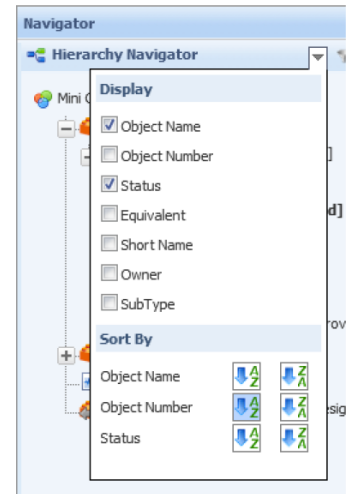 Navigator
Hierarchy Navigator
Mini
Display
Object Name
Object Number
]
Status
Equivalent
d]
Short Name
Owner
SubType
Sort By
Object Name
A Z
Z A
Object Number
A Z
Z A
Status
A Z
Z A